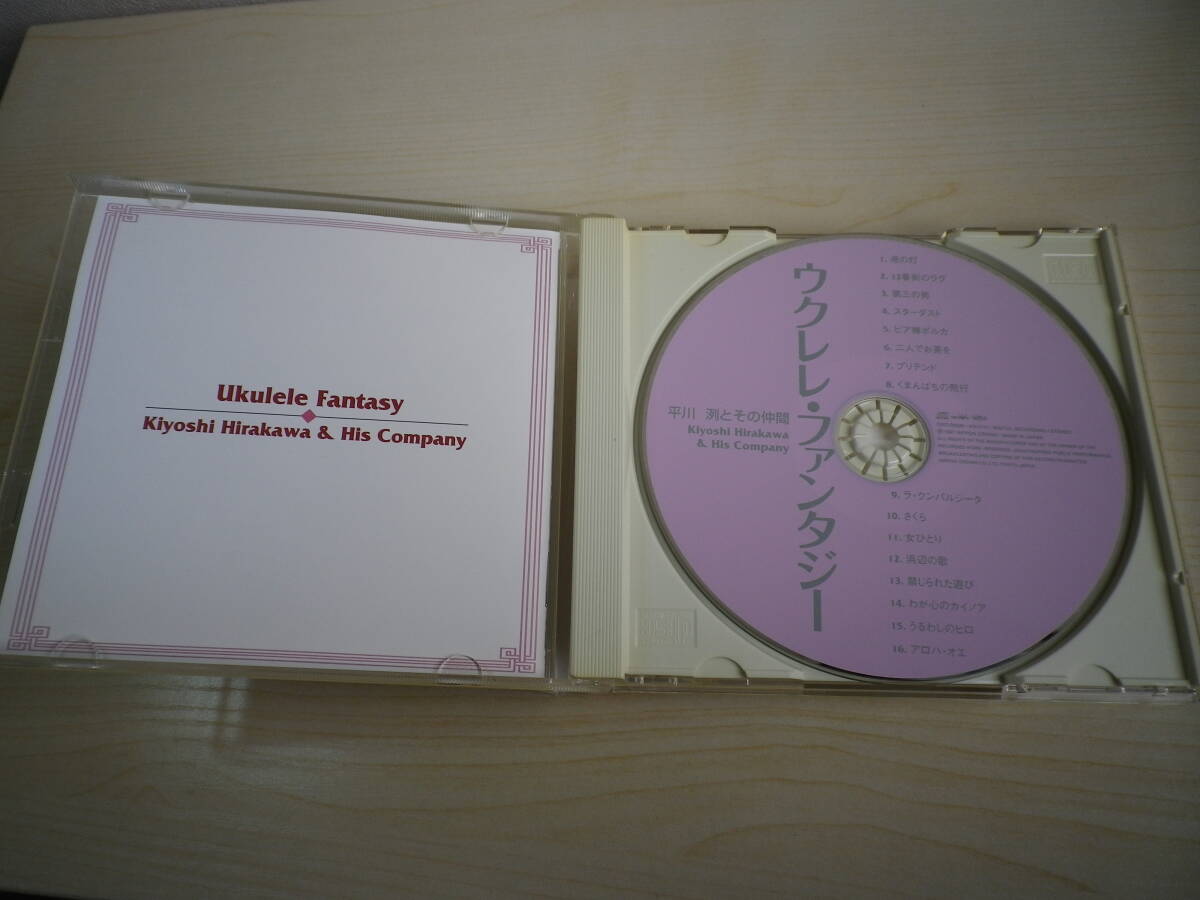 Ukulele Fantasy
Kiyoshi Hirakawa & His Company
ウクレレ・ファンタジー
平川 洌とその仲間
Kiyoshi Hirakawa
& His Company
2. 12番街のラグ
3. 第三の男
4. スターダスト
5. ビア樽ポルカ
6. 二人でお茶を
7. プリテンド
8. くまんばちの飛行
9. ラ・クンパルシータ
10. さくら
11. 女ひとり
12. 浜辺の歌
13. 禁じられた遊び
14. わが心のカイノア
15. うるわしのヒロ
16. アロハ・オエ